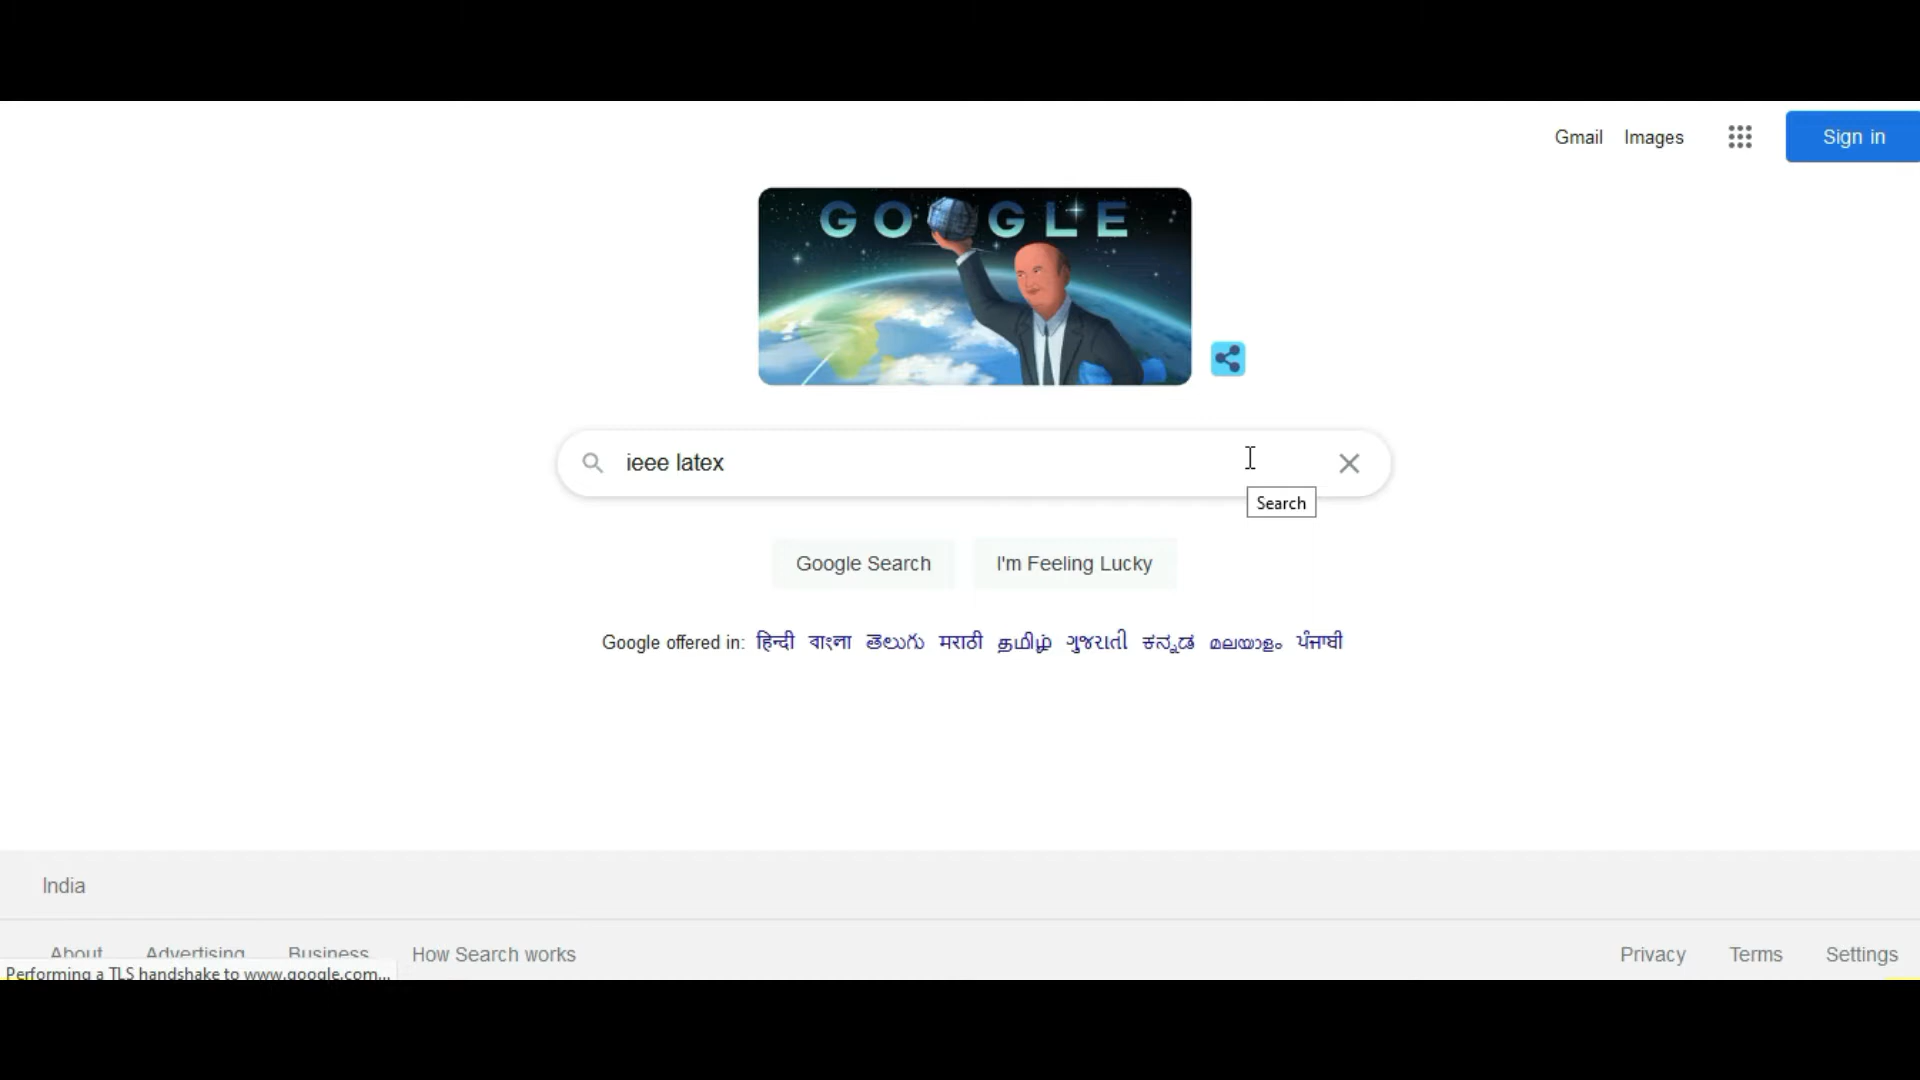 Gmail Images Sign in
GOOGLE
ieee latex
Search
Google Search I'm Feeling Lucky
Google offered in: हिन्दी বাংলা తెలుగు मराठी தமிழ் ગુજરાતી ಕನ್ನಡ മലയാളം ਪੰਜਾਬੀ
India
About Advertising Business How Search works Privacy Terms Settings
Performing a TLS handshake to www.google.com...